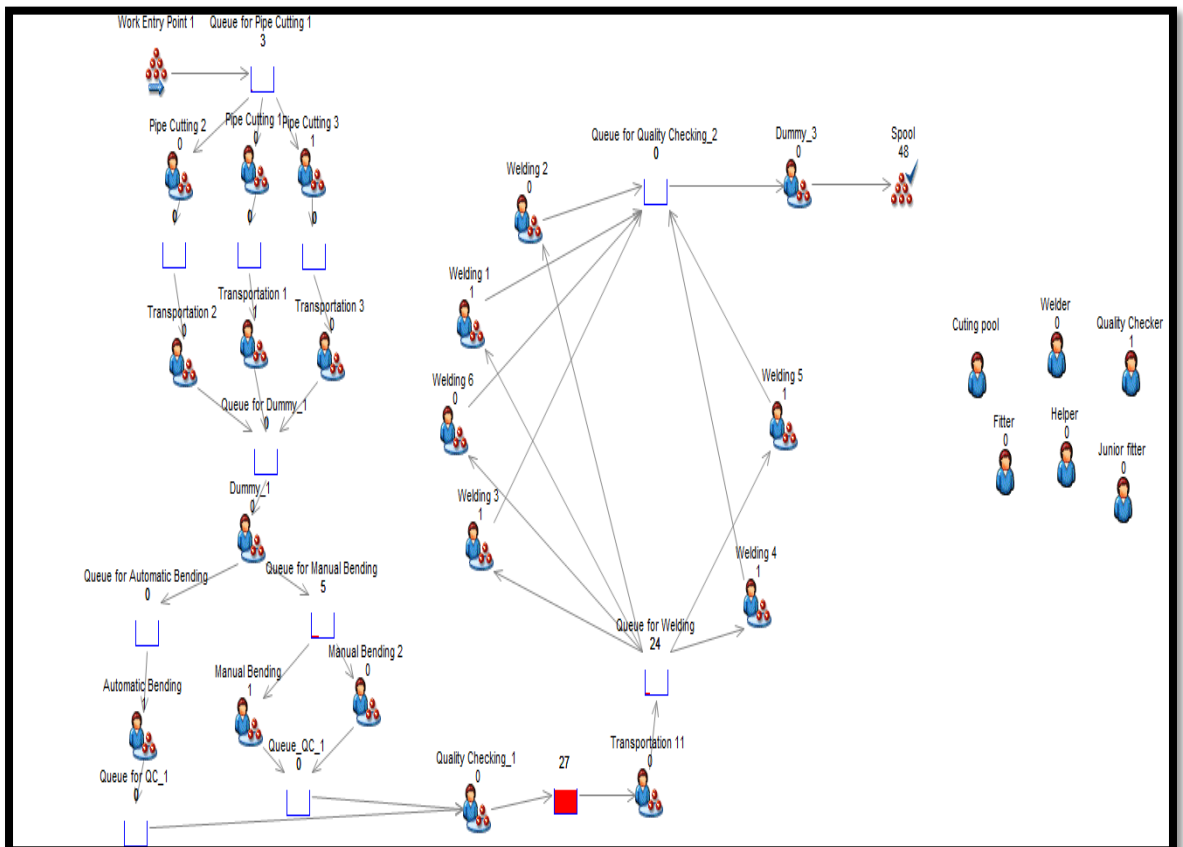 Work Entry Point 1
Queue for Pipe Cutting 1
3
Pipe Cutting 2
0
Pipe Cutting 1
0
Pipe Cutting 3
1
0
0
0
Transportation 2
0
Transportation 1
1
Transportation 3
0
Queue for Dummy_1
0
Dummy_1
0
Queue for Automatic Bending
0
Queue for Manual Bending
5
Automatic Bending
1
Manual Bending
1
Manual Bending 2
0
Queue for QC_1
0
Queue_QC_1
0
Quality Checking_1
0
27
Transportation 11
0
Queue for Welding
24
Welding 2
0
Welding 1
1
Welding 6
0
Welding 3
1
Welding 5
1
Welding 4
1
Queue for Quality Checking_2
0
Dummy_3
0
Spool
48
Cuting pool
Welder
0
Quality Checker
1
Fitter
0
Helper
0
Junior fitter
0